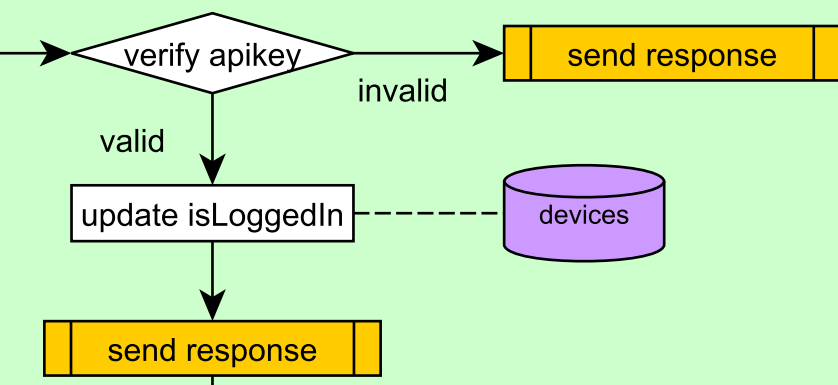 verify apikey
send response
invalid
valid
update isLoggedIn
devices
send response